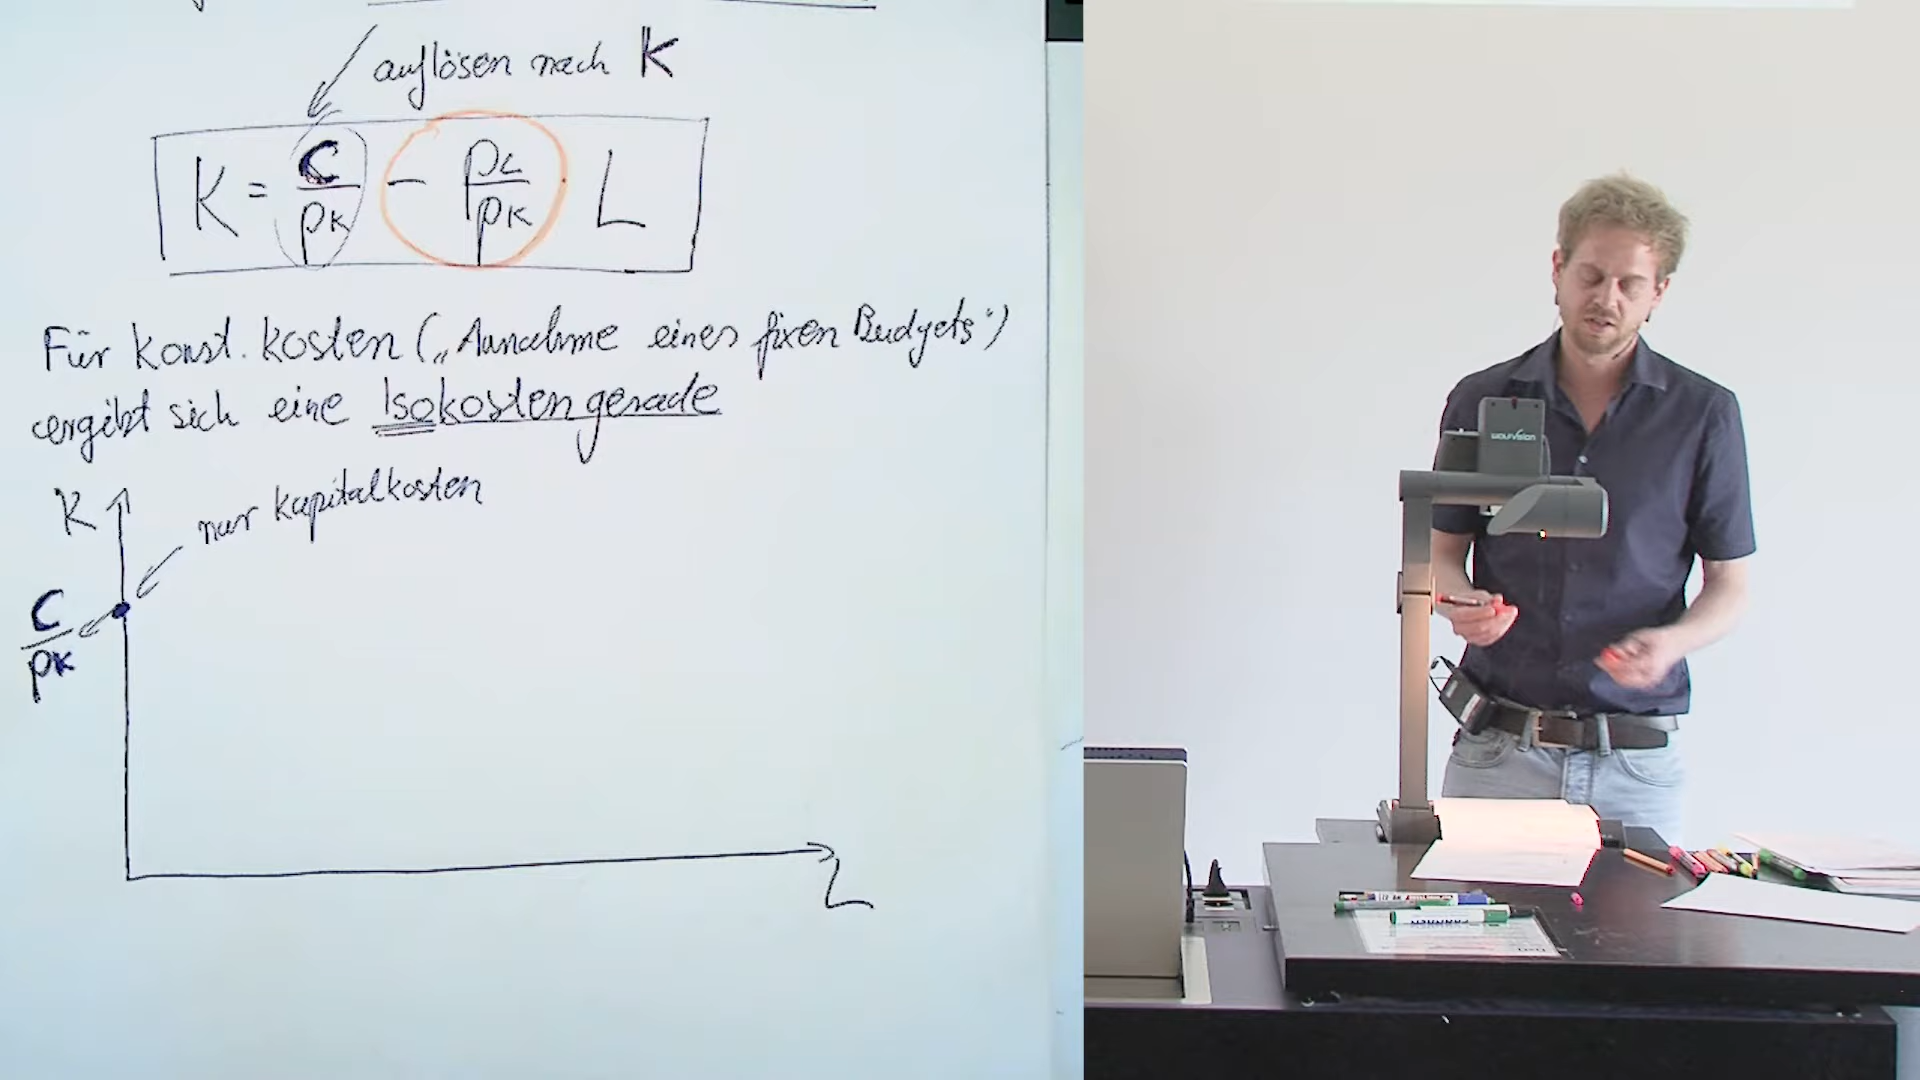 auflösen nach K
K = C/pK - pL/pK L
Für konst. Kosten („Annahme eines fixen Budgets“)
ergibt sich eine Isokostengerade
K
nur Kapitalkosten
C/pK
L
WolfVision